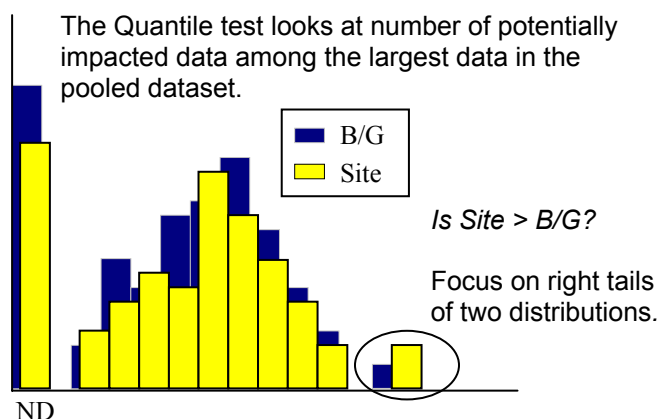 The Quantile test looks at number of potentially
impacted data among the largest data in the
pooled dataset.
B/G
Site
Is Site > B/G?
Focus on right tails
of two distributions.
ND